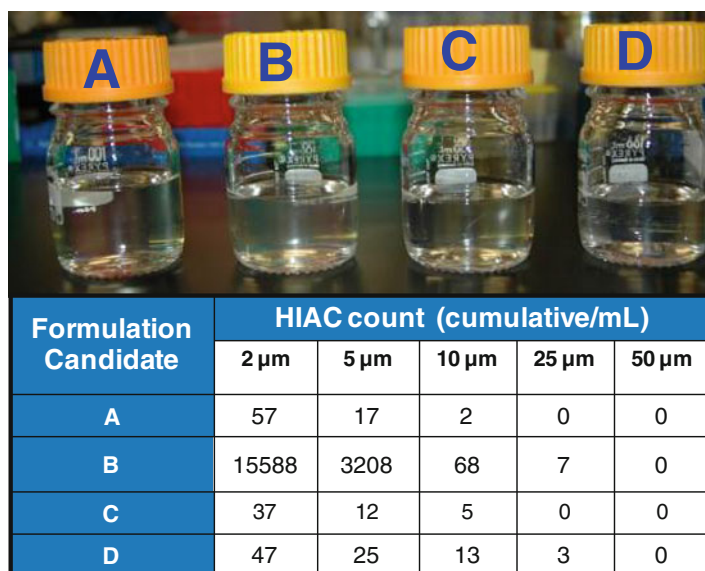 A B C D
Formulation Candidate HIAC count (cumulative/mL)
2 µm 5 µm 10 µm 25 µm 50 µm
A 57 17 2 0 0
B 15588 3208 68 7 0
C 37 12 5 0 0
D 47 25 13 3 0